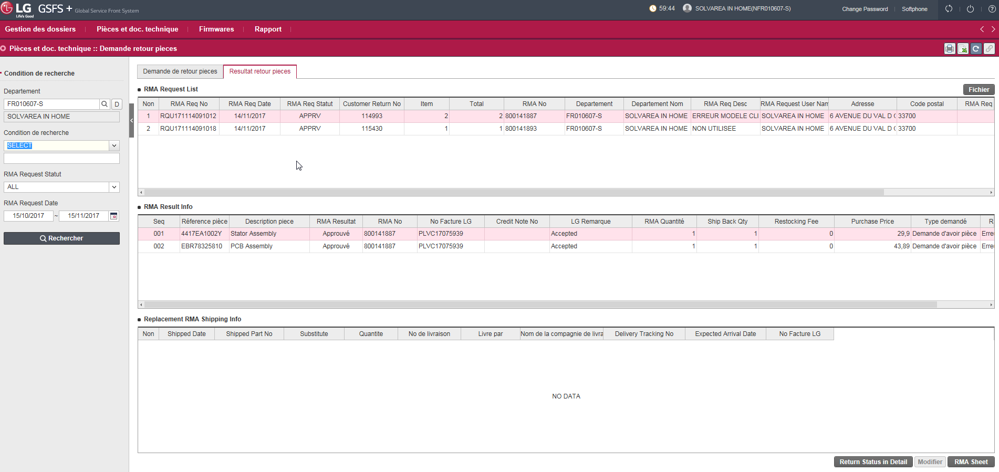 LG GSFS + Global Service Front System
Life's Good
59:44 SOLVAREA IN HOME(NFR010607-S) Change Password Softphone
Gestion des dossiers Pièces et doc. technique Firmwares Rapport
Pièces et doc. technique :: Demande retour pieces
Condition de recherche
Departement
FR010607-S D
SOLVAREA IN HOME
Condition de recherche
SELECT
RMA Request Statut
ALL
RMA Request Date
15/10/2017 ~ 15/11/2017
Rechercher
Demande de retour pieces Resultat retour pieces
RMA Request List Fichier
Non RMA Req No RMA Req Date RMA Req Statut Customer Return No Item Total RMA No Departement Departement Nom RMA Req Desc RMA Request User Nam Adresse Code postal RMA Req
1 RQU171114091012 14/11/2017 APPRV 114993 2 2 800141887 FR010607-S SOLVAREA IN HOME ERREUR MODELE CLI SOLVAREA IN HOME 6 AVENUE DU VAL D 33700
2 RQU171114091018 14/11/2017 APPRV 115430 1 1 800141893 FR010607-S SOLVAREA IN HOME NON UTILISEE SOLVAREA IN HOME 6 AVENUE DU VAL D 33700
RMA Result Info
Seq Réference pièce Description piece RMA Resultat RMA No No Facture LG Credit Note No LG Remarque RMA Quantité Ship Back Qty Restocking Fee Purchase Price Type demandé R
001 4417EA1002Y Stator Assembly Approuvé 800141887 PLVC17075939 Accepted 1 1 0 29,9 Demande d'avoir pièce Erre
002 EBR78325810 PCB Assembly Approuvé 800141887 PLVC17075939 Accepted 1 1 0 43,89 Demande d'avoir pièce Erre
Replacement RMA Shipping Info
Non Shipped Date Shipped Part No Substitute Quantite No de livraison Livre par Nom de la compagnie de livra Delivery Tracking No Expected Arrival Date No Facture LG
NO DATA
Return Status in Detail Modifier RMA Sheet